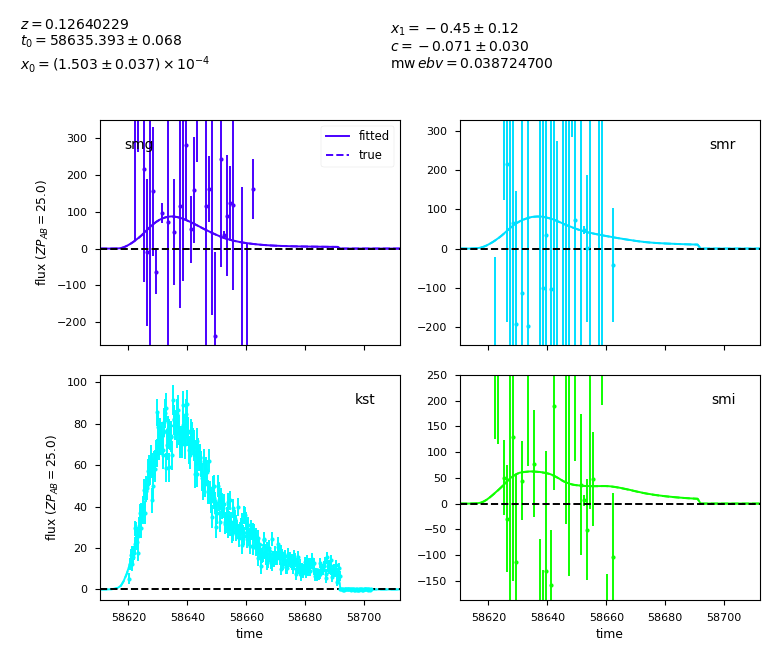 z = 0.12640229
t₀ = 58635.393 ± 0.068
x₀ = (1.503 ± 0.037) × 10⁻⁴
x₁ = −0.45 ± 0.12
c = −0.071 ± 0.030
mw ebv = 0.038724700
smg
fitted
true
300
200
100
0
−100
−200
flux (ZP_AB = 25.0)
smr
300
200
100
0
−100
−200
kst
100
80
60
40
20
0
flux (ZP_AB = 25.0)
58620 58640 58660 58680 58700
time
smi
250
200
150
100
50
0
−50
−100
−150
58620 58640 58660 58680 58700
time